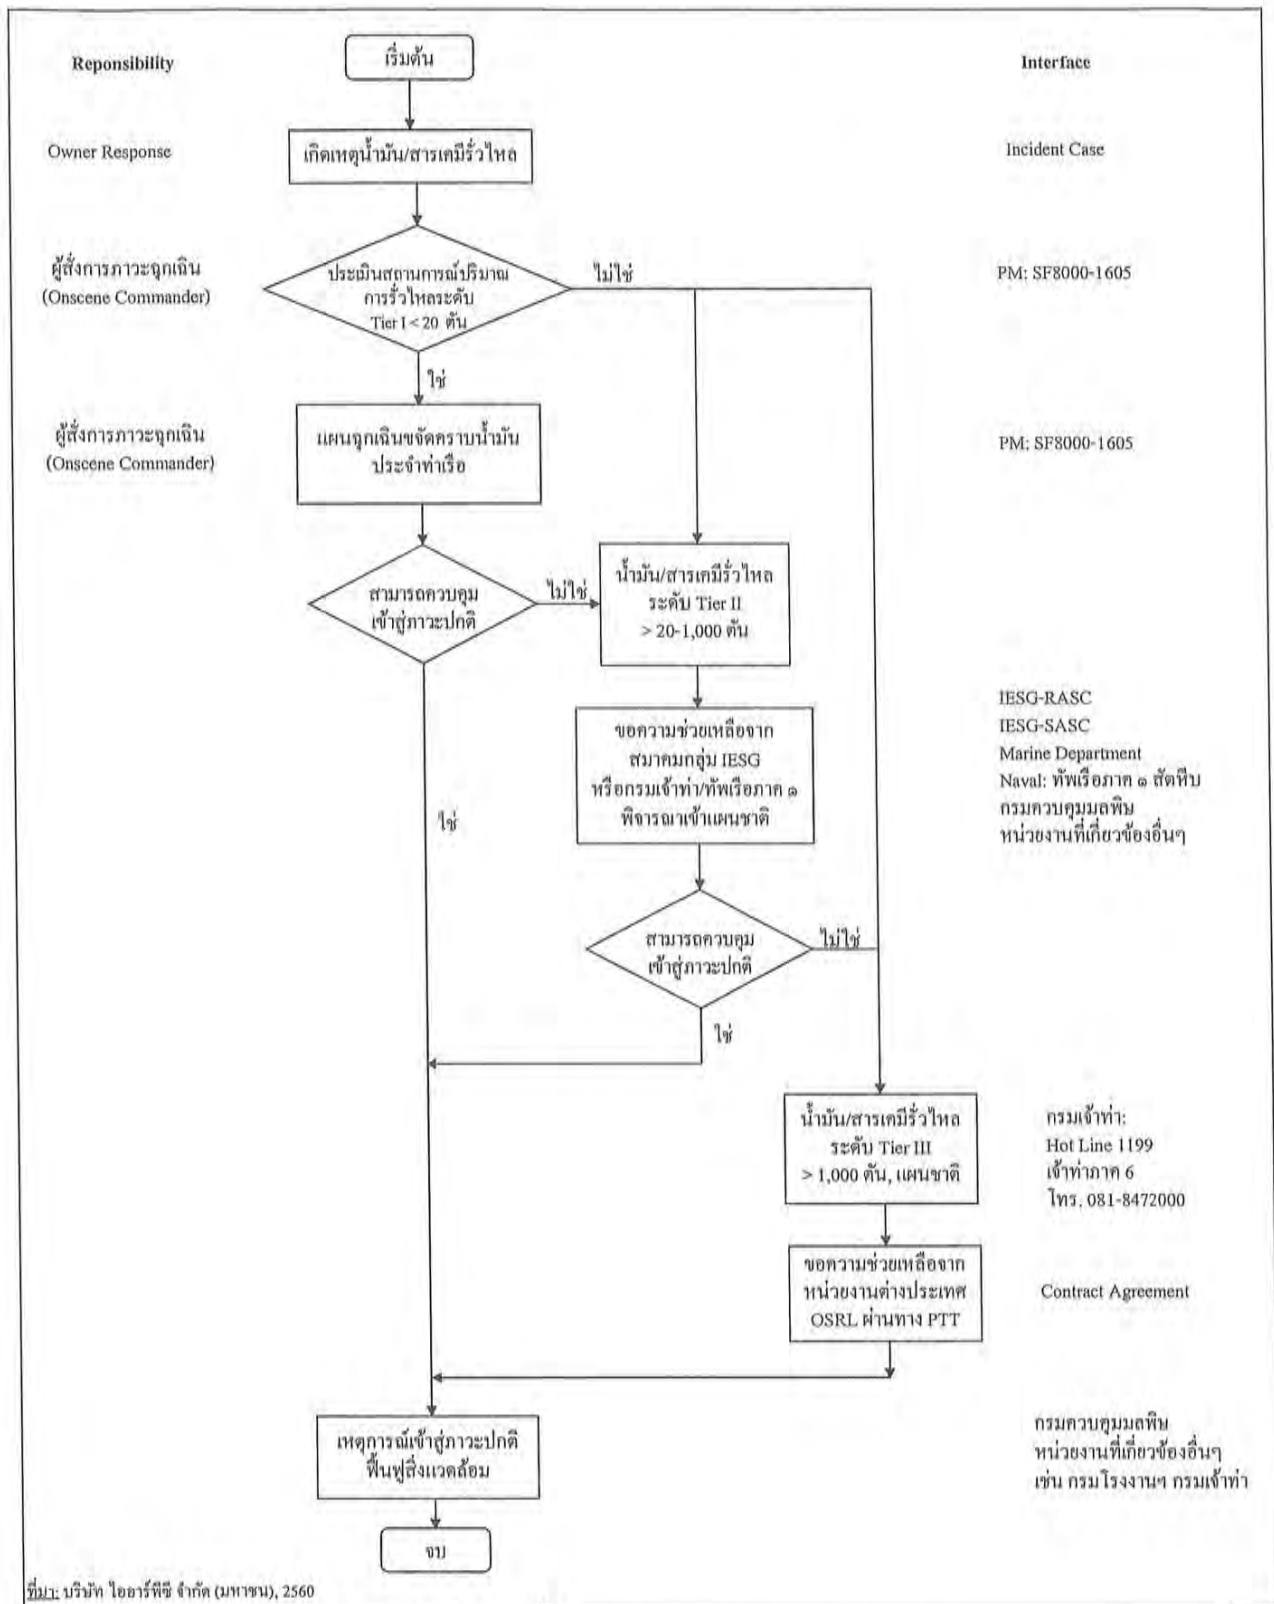 Reponsibility
เริ่มต้น
Interface
Owner Response
เกิดเหตุน้ำมัน/สารเคมีรั่วไหล
Incident Case
ผู้สั่งการภาวะฉุกเฉิน
(Onscene Commander)
ประเมินสถานการณ์ปริมาณ
การรั่วไหลระดับ
Tier I < 20 ตัน
ไม่ใช่
PM: SF8000-1605
ใช่
ผู้สั่งการภาวะฉุกเฉิน
(Onscene Commander)
แผนฉุกเฉินขจัดคราบน้ำมัน
ประจำท่าเรือ
PM: SF8000-1605
สามารถควบคุม
เข้าสู่ภาวะปกติ
ไม่ใช่
น้ำมัน/สารเคมีรั่วไหล
ระดับ Tier II
> 20-1,000 ตัน
ขอความช่วยเหลือจาก
สมาคมกลุ่ม IESG
หรือกรมเจ้าท่า/ทัพเรือภาค ๑
พิจารณาเข้าแผนชาติ
IESG-RASC
IESG-SASC
Marine Department
Naval: ทัพเรือภาค ๑ สัตหีบ
กรมควบคุมมลพิษ
หน่วยงานที่เกี่ยวข้องอื่นๆ
ใช่
สามารถควบคุม
เข้าสู่ภาวะปกติ
ไม่ใช่
ใช่
น้ำมัน/สารเคมีรั่วไหล
ระดับ Tier III
> 1,000 ตัน, แผนชาติ
กรมเจ้าท่า:
Hot Line 1199
เจ้าท่าภาค 6
โทร. 081-8472000
ขอความช่วยเหลือจาก
หน่วยงานต่างประเทศ
OSRL ผ่านทาง PTT
Contract Agreement
เหตุการณ์เข้าสู่ภาวะปกติ
ฟื้นฟูสิ่งแวดล้อม
กรมควบคุมมลพิษ
หน่วยงานที่เกี่ยวข้องอื่นๆ
เช่น กรมโรงงานฯ กรมเจ้าท่า
จบ
ที่มา: บริษัท ไออาร์พีซี จำกัด (มหาชน), 2560